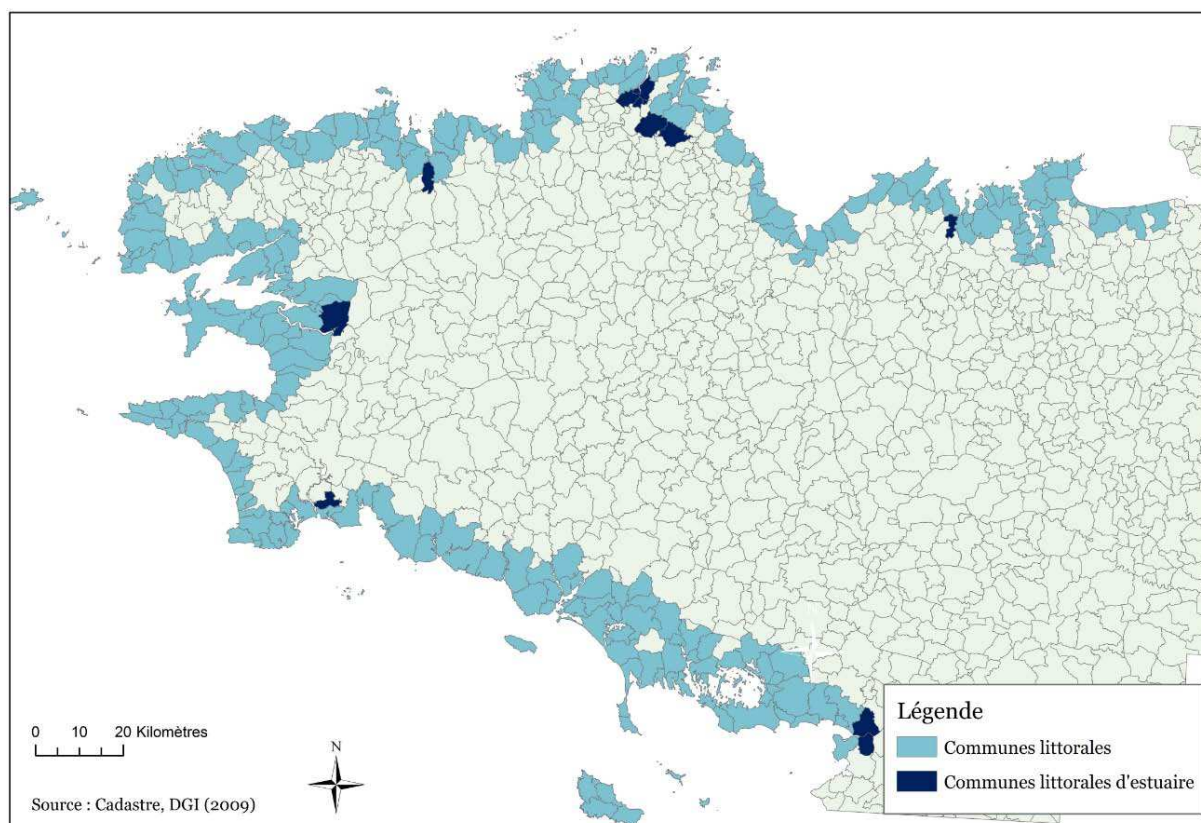 0 10 20 Kilomètres
N
Source : Cadastre, DGI (2009)
Légende
Communes littorales
Communes littorales d'estuaire